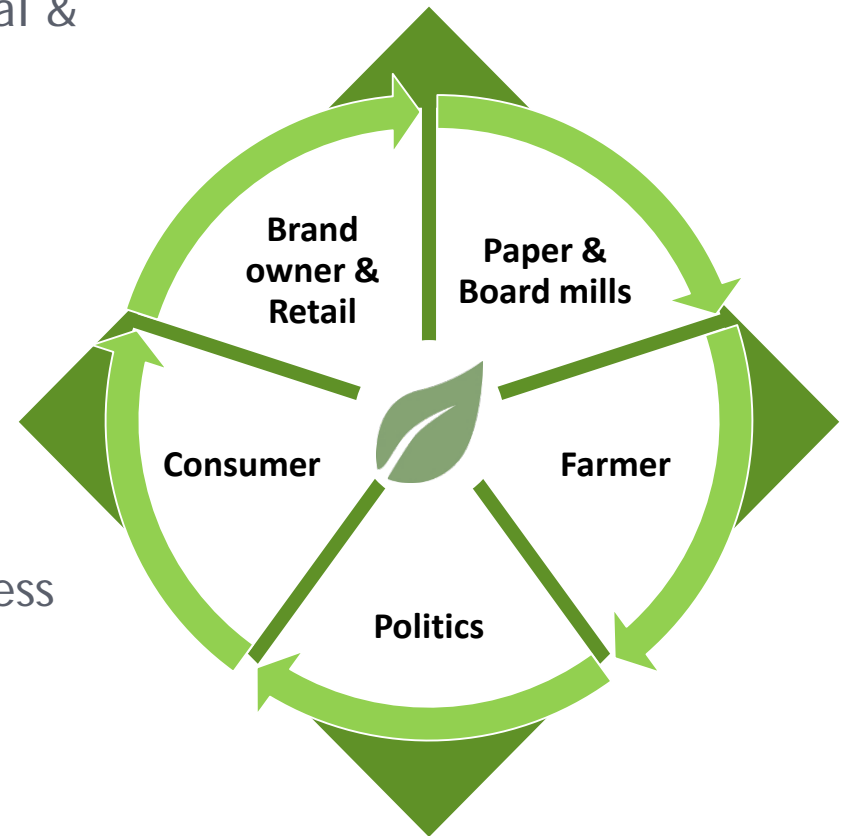 al &
Brand
owner &
Retail
Paper &
Board mills
Consumer
Farmer
ess
Politics